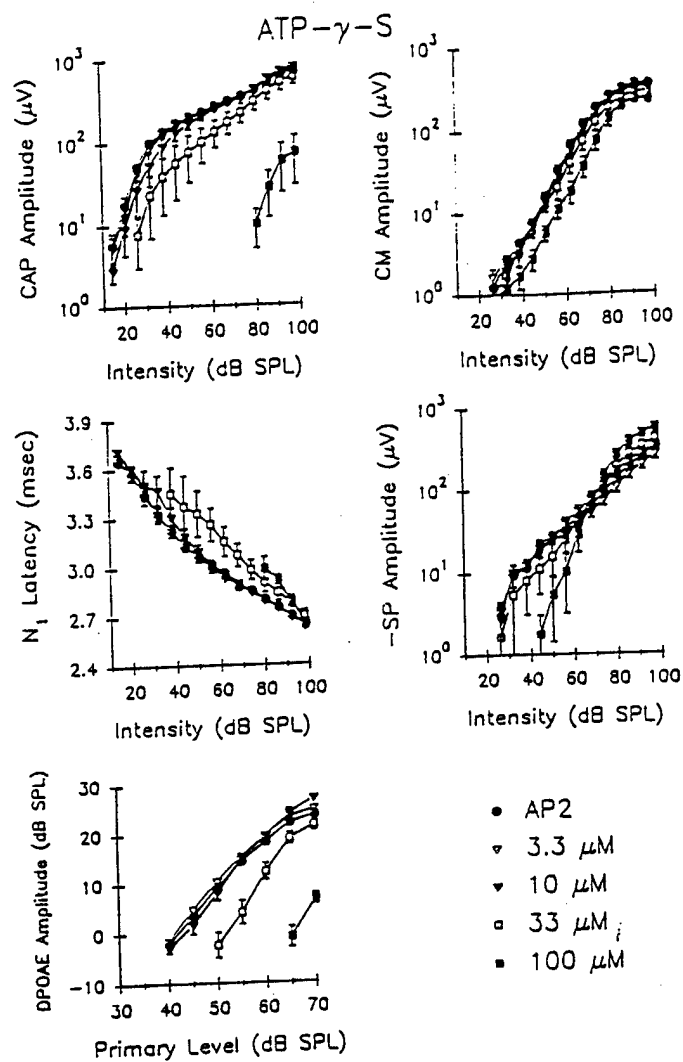 ATP-γ-S
10³
10²
10¹
10⁰
CAP Amplitude (μV)
20 40 60 80 100
Intensity (dB SPL)
10³
10²
10¹
10⁰
CM Amplitude (μV)
20 40 60 80 100
Intensity (dB SPL)
3.9
3.6
3.3
3.0
2.7
2.4
N₁ Latency (msec)
20 40 60 80 100
Intensity (dB SPL)
10³
10²
10¹
10⁰
-SP Amplitude (μV)
20 40 60 80 100
Intensity (dB SPL)
30
20
10
0
-10
DPOAE Amplitude (dB SPL)
30 40 50 60 70
Primary Level (dB SPL)
AP2
3.3 μM
10 μM
33 μM
100 μM